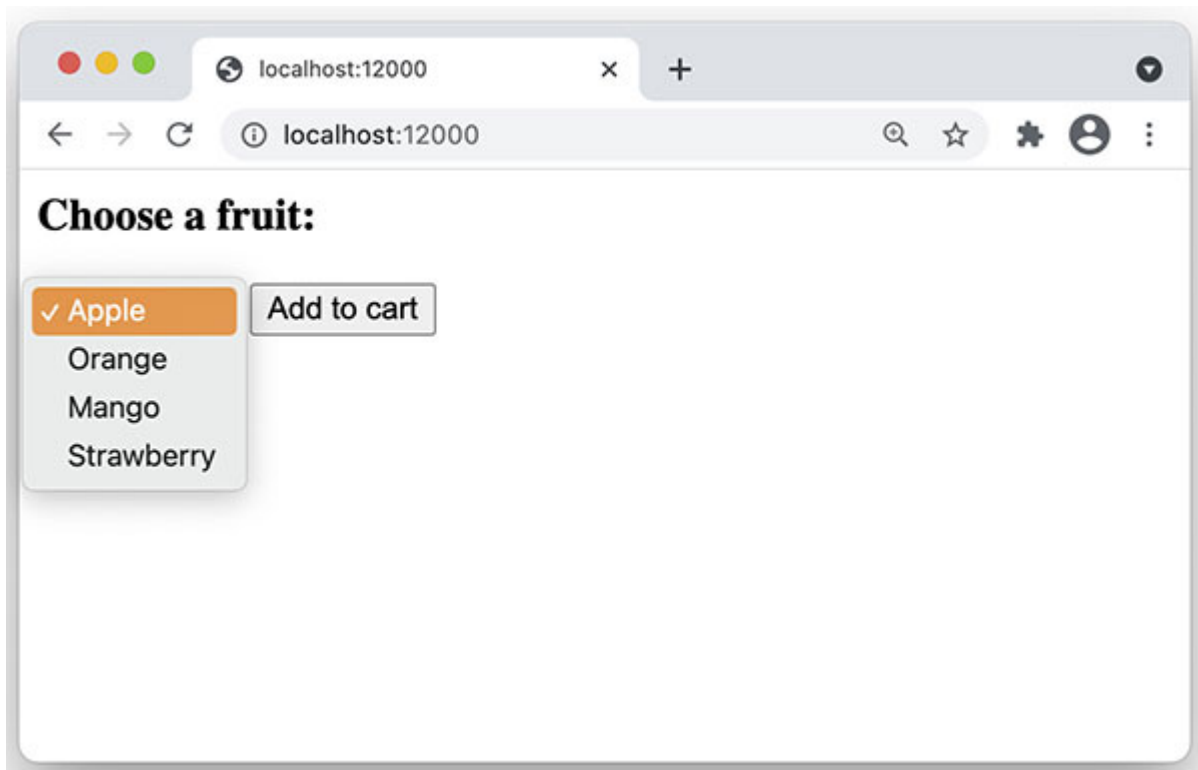 localhost:12000
localhost:12000
Choose a fruit:
✓ Apple Add to cart
Orange
Mango
Strawberry